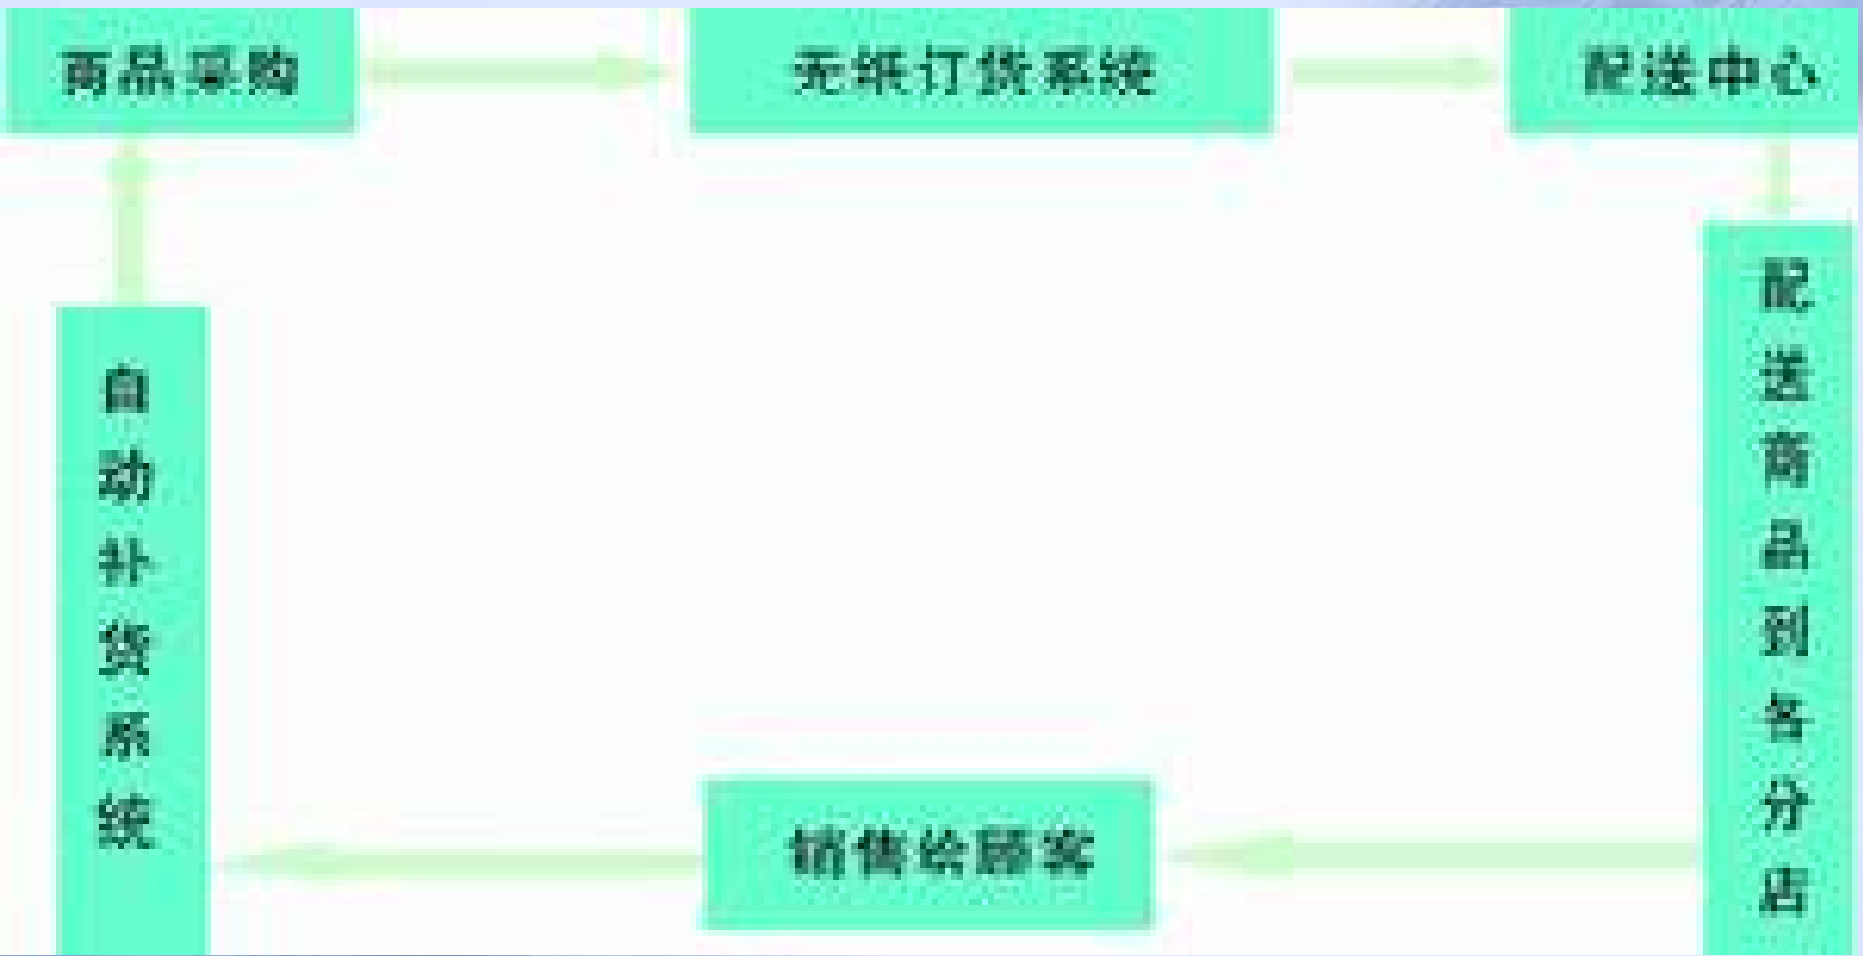 商品采购
无纸订货系统
配送中心
配送商品到各分店
销售给顾客
自动补货系统